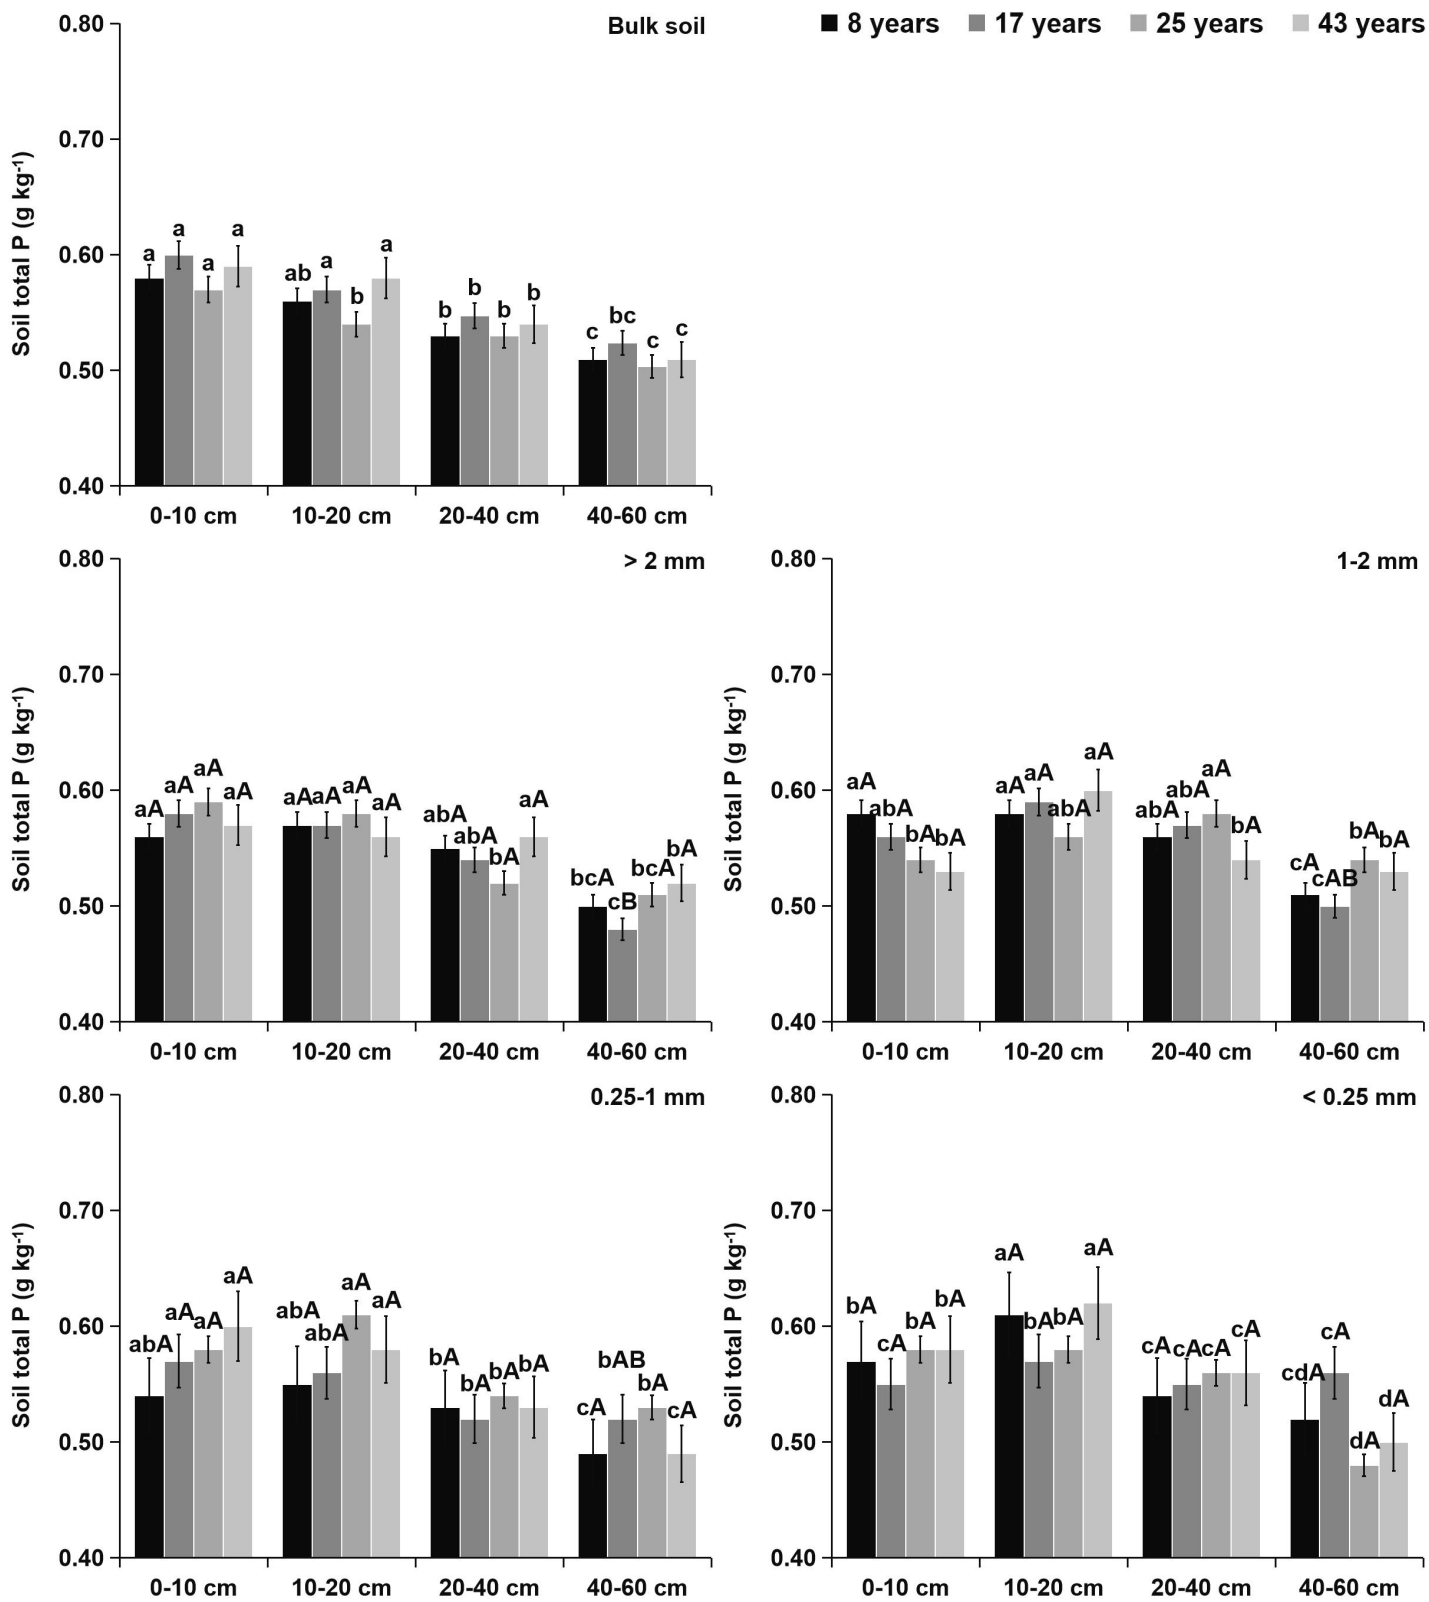 Bulk soil
8 years 17 years 25 years 43 years
Soil total P (g kg-1)
0.80
0.70
0.60
0.50
0.40
a a a a ab a b a b b b b c bc c c
0-10 cm 10-20 cm 20-40 cm 40-60 cm
> 2 mm
Soil total P (g kg-1)
0.80
0.70
0.60
0.50
0.40
aA aA aA aA aA aA aA aA abA abA bA aA bcA cB bcA bA
0-10 cm 10-20 cm 20-40 cm 40-60 cm
1-2 mm
Soil total P (g kg-1)
0.80
0.70
0.60
0.50
0.40
aA abA bA bA aA aA abA aA abA abA aA bA cA cAB bA bA
0-10 cm 10-20 cm 20-40 cm 40-60 cm
0.25-1 mm
Soil total P (g kg-1)
0.80
0.70
0.60
0.50
0.40
abA aA aA aA abA abA aA aA bA bA bA bA cA bAB bA cA
0-10 cm 10-20 cm 20-40 cm 40-60 cm
< 0.25 mm
Soil total P (g kg-1)
0.80
0.70
0.60
0.50
0.40
bA cA bA bA aA bA bA aA cA cA cA cA cdA cA dA dA
0-10 cm 10-20 cm 20-40 cm 40-60 cm